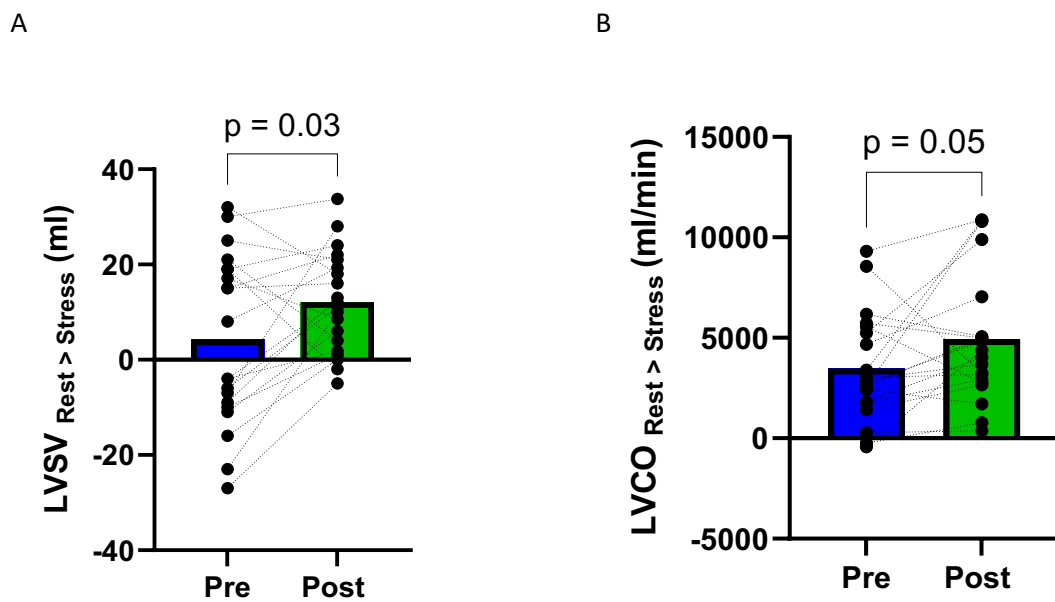 A
p = 0.03
LVSV Rest > Stress (ml)
40
20
0
-20
-40
Pre Post
B
p = 0.05
LVCO Rest > Stress (ml/min)
15000
10000
5000
0
-5000
Pre Post